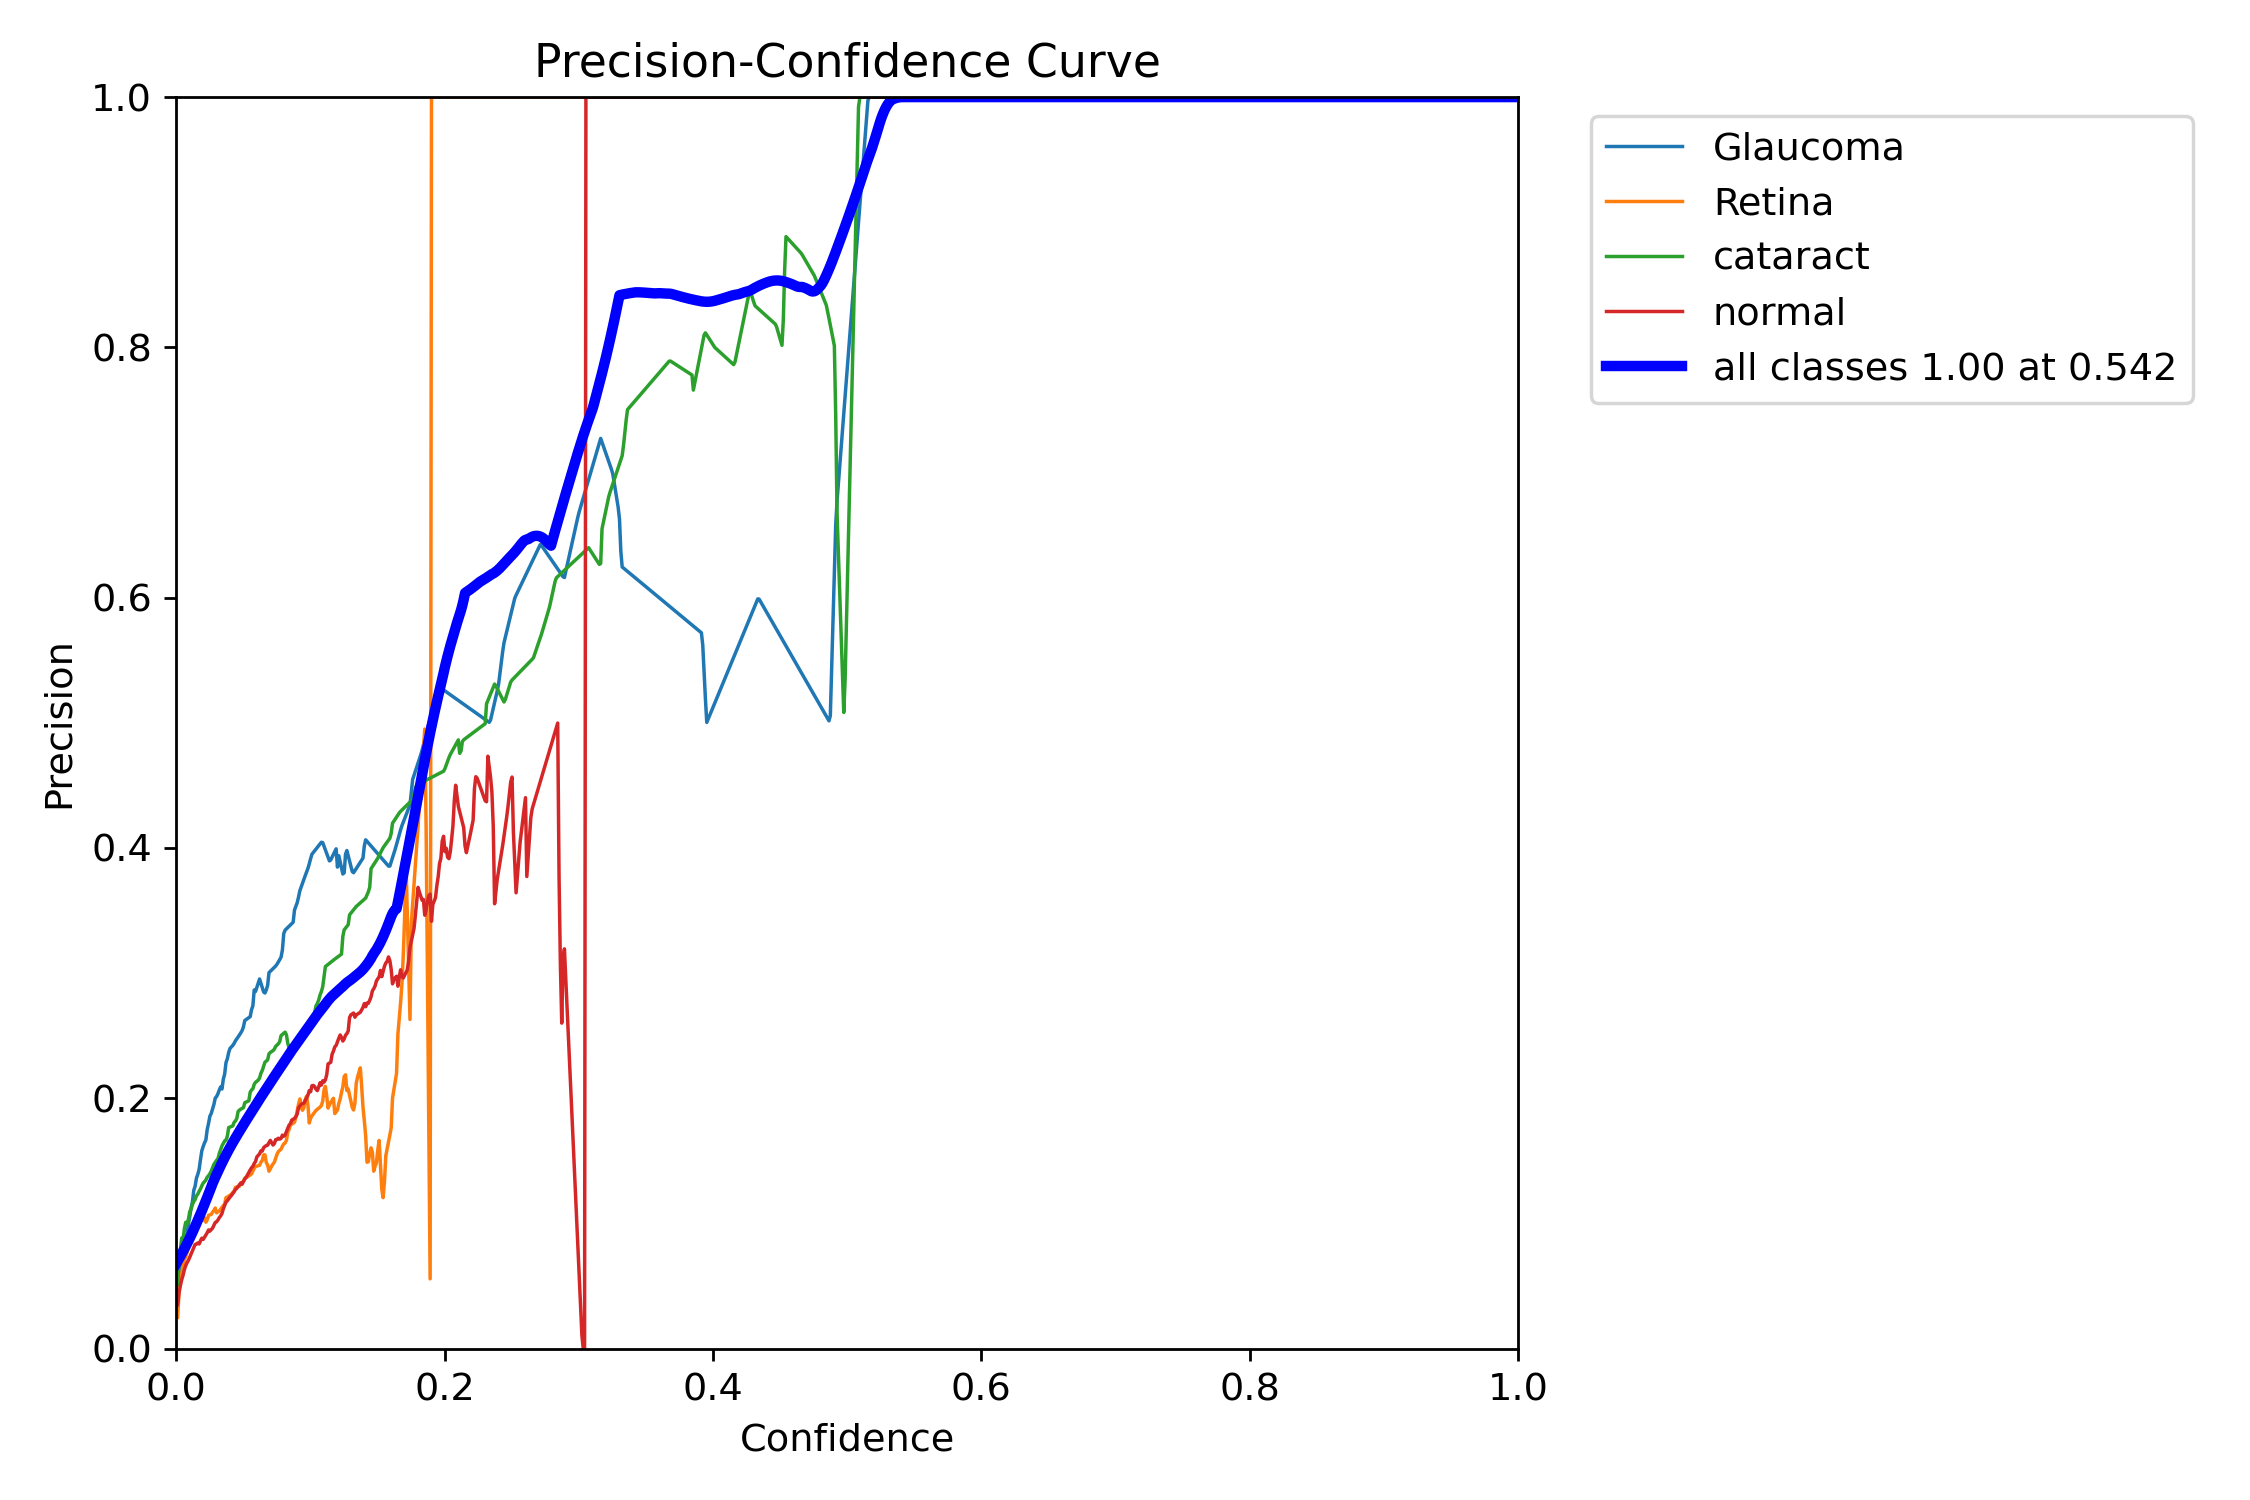 Precision-Confidence Curve
1.0
0.8
0.6
0.4
0.2
0.0
Precision
0.0 0.2 0.4 0.6 0.8 1.0
Confidence
Glaucoma
Retina
cataract
normal
all classes 1.00 at 0.542